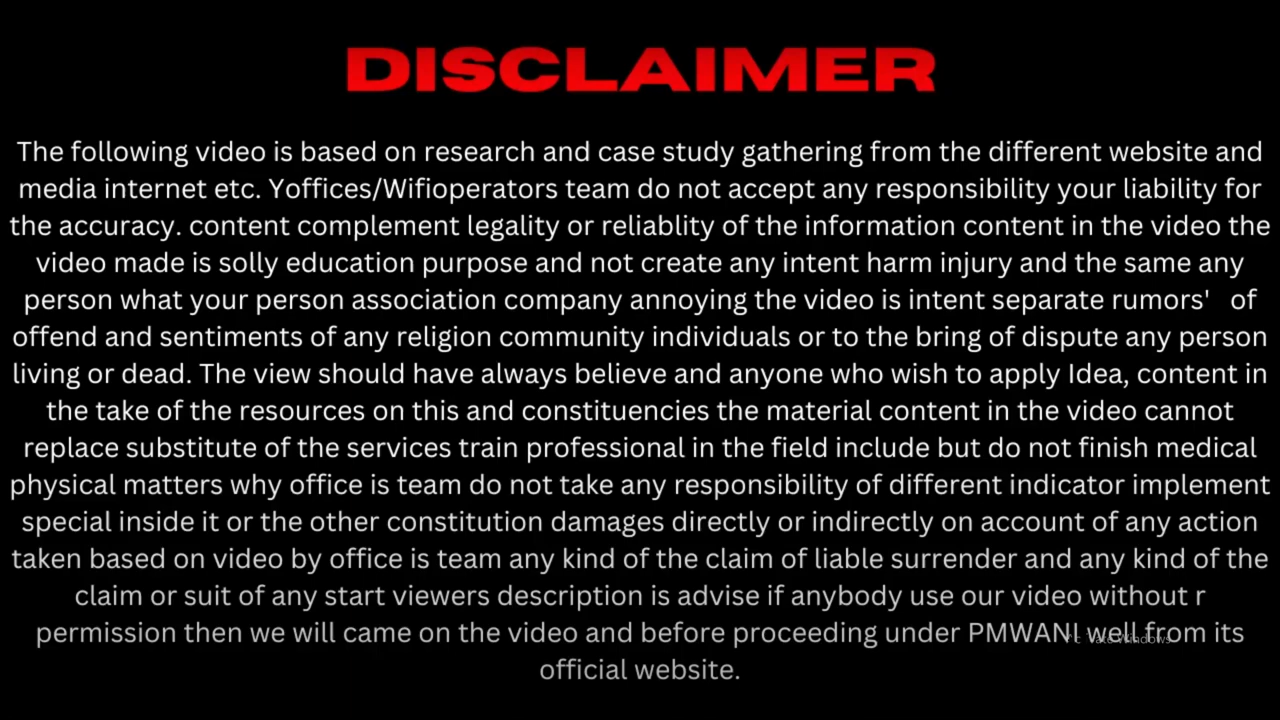 DISCLAIMER
The following video is based on research and case study gathering from the different website and
media internet etc. Yoffices/Wifioperators team do not accept any responsibility your liability for
the accuracy. content complement legality or reliablity of the information content in the video the
video made is solly education purpose and not create any intent harm injury and the same any
person what your person association company annoying the video is intent separate rumors' of
offend and sentiments of any religion community individuals or to the bring of dispute any person
living or dead. The view should have always believe and anyone who wish to apply Idea, content in
the take of the resources on this and constituencies the material content in the video cannot
replace substitute of the services train professional in the field include but do not finish medical
physical matters why office is team do not take any responsibility of different indicator implement
special inside it or the other constitution damages directly or indirectly on account of any action
taken based on video by office is team any kind of the claim of liable surrender and any kind of the
claim or suit of any start viewers description is advise if anybody use our video without r
permission then we will came on the video and before proceeding under PMWANI well from its
official website.